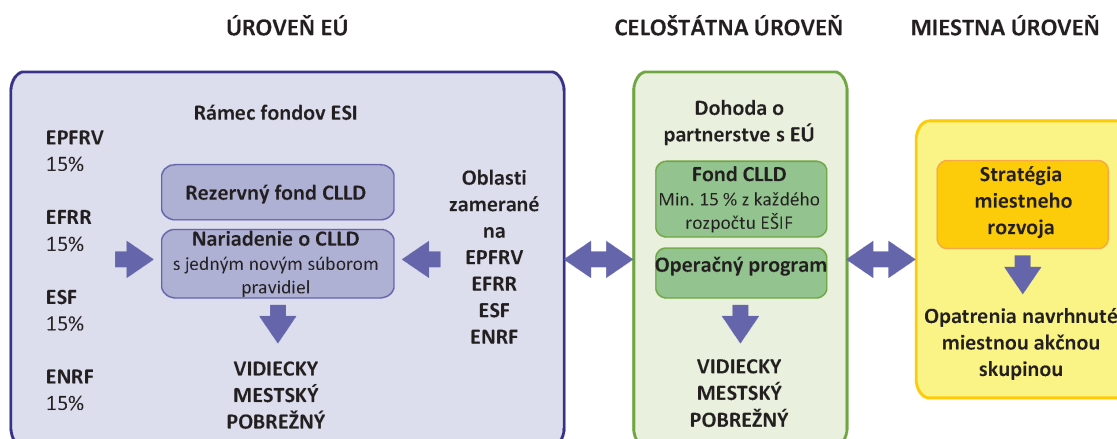 ÚROVEŇ EÚ
CELOŠTÁTNA ÚROVEŇ
MIESTNA ÚROVEŇ
Rámec fondov ESI
EPFRV
15%
EFRR
15%
ESF
15%
ENRF
15%
Rezervný fond CLLD
Nariadenie o CLLD
s jedným novým súborom
pravidiel
VIDIECKY
MESTSKÝ
POBREŽNÝ
Oblasti
zamerané
na
EPFRV
EFRR
ESF
ENRF
Dohoda o
partnerstve s EÚ
Fond CLLD
Min. 15 % z každého
rozpočtu EŠIF
Operačný program
VIDIECKY
MESTSKÝ
POBREŽNÝ
Stratégia
miestneho
rozvoja
Opatrenia navrhnuté
miestnou akčnou
skupinou